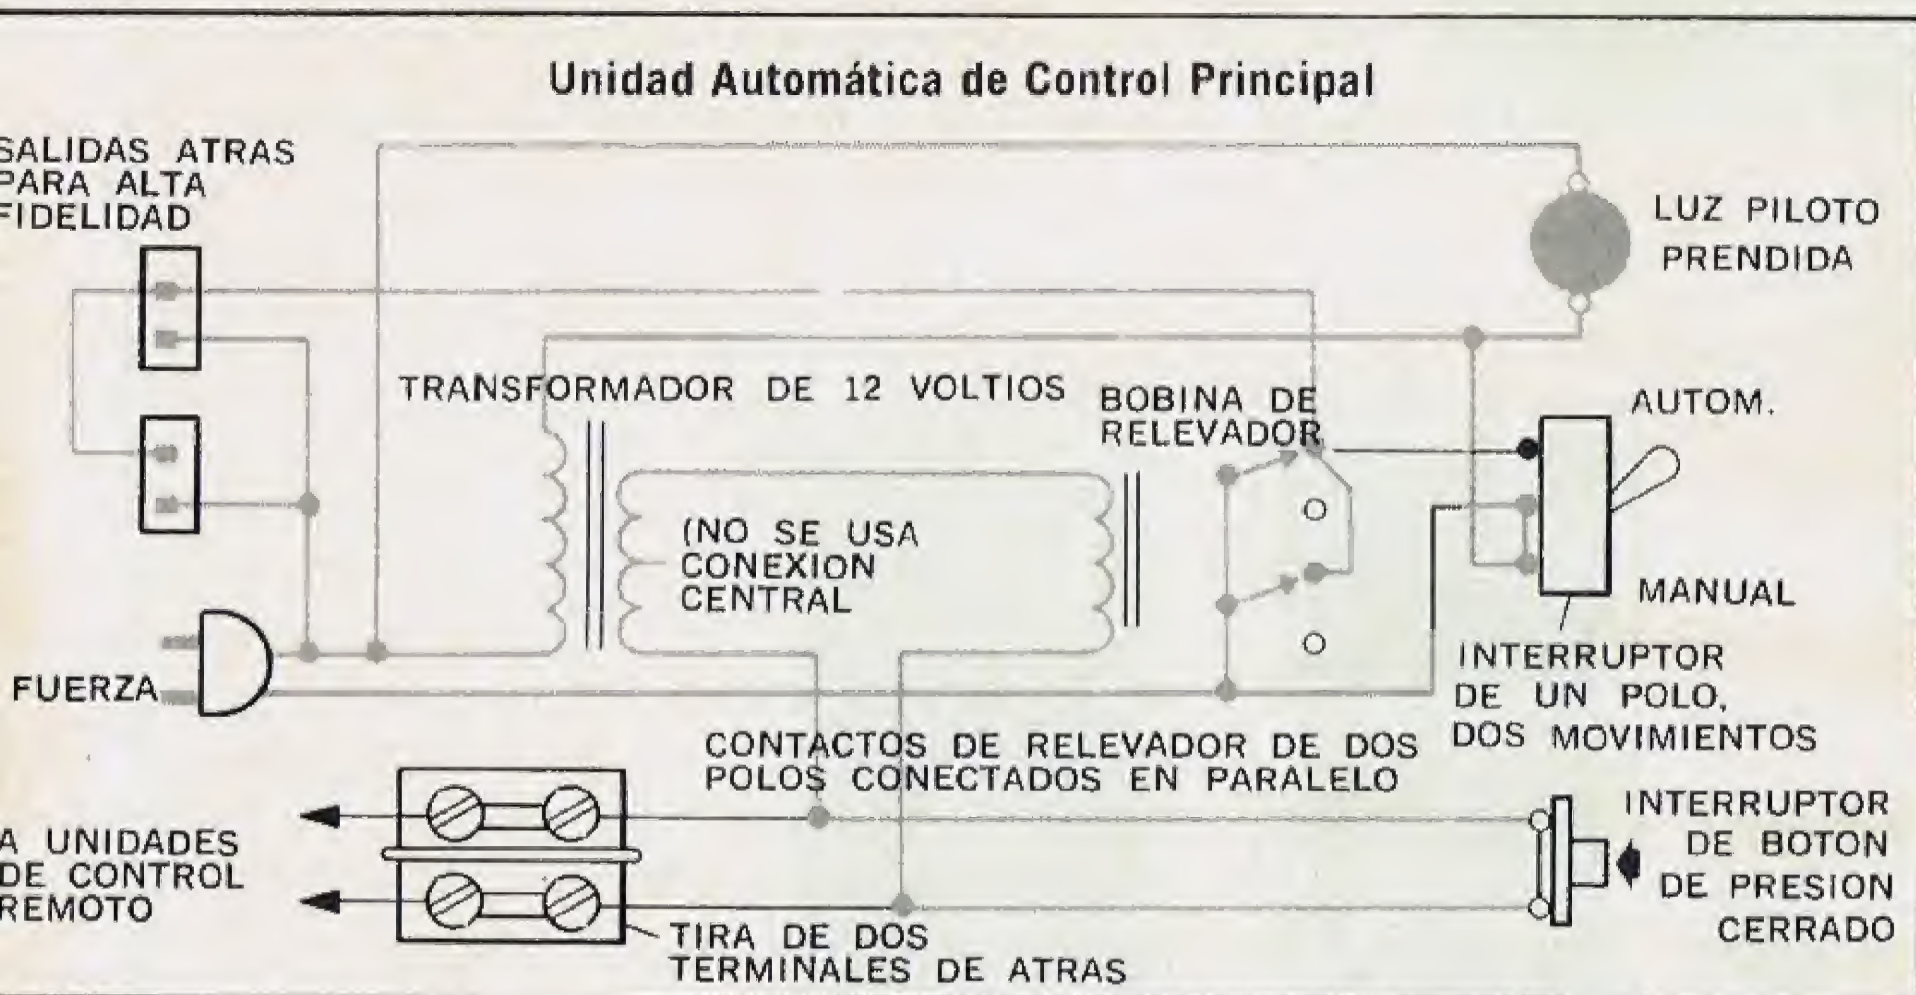 Unidad Automática de Control Principal
SALIDAS ATRAS
PARA ALTA
FIDELIDAD
LUZ PILOTO
PRENDIDA
TRANSFORMADOR DE 12 VOLTIOS
BOBINA DE
RELEVADOR
AUTOM.
(NO SE USA
CONEXION
CENTRAL
MANUAL
FUERZA
INTERRUPTOR
DE UN POLO,
DOS MOVIMIENTOS
CONTACTOS DE RELEVADOR DE DOS
POLOS CONECTADOS EN PARALELO
A UNIDADES
DE CONTROL
REMOTO
INTERRUPTOR
DE BOTON
DE PRESION
CERRADO
TIRA DE DOS
TERMINALES DE ATRAS